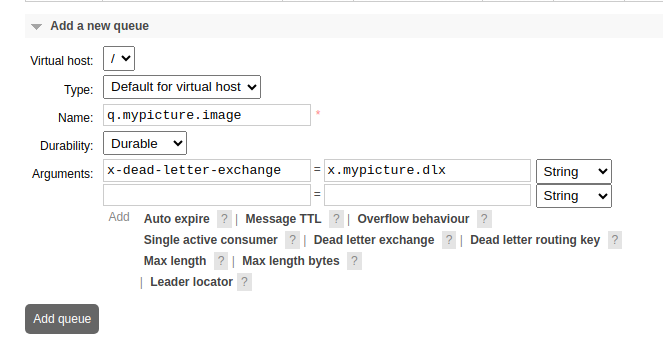 Add a new queue
Virtual host: /
Type: Default for virtual host
Name: q.mypicture.image *
Durability: Durable
Arguments: x-dead-letter-exchange = x.mypicture.dlx String
= String
Add Auto expire ? | Message TTL ? | Overflow behaviour ?
Single active consumer ? | Dead letter exchange ? | Dead letter routing key ?
Max length ? | Max length bytes ?
| Leader locator ?
Add queue